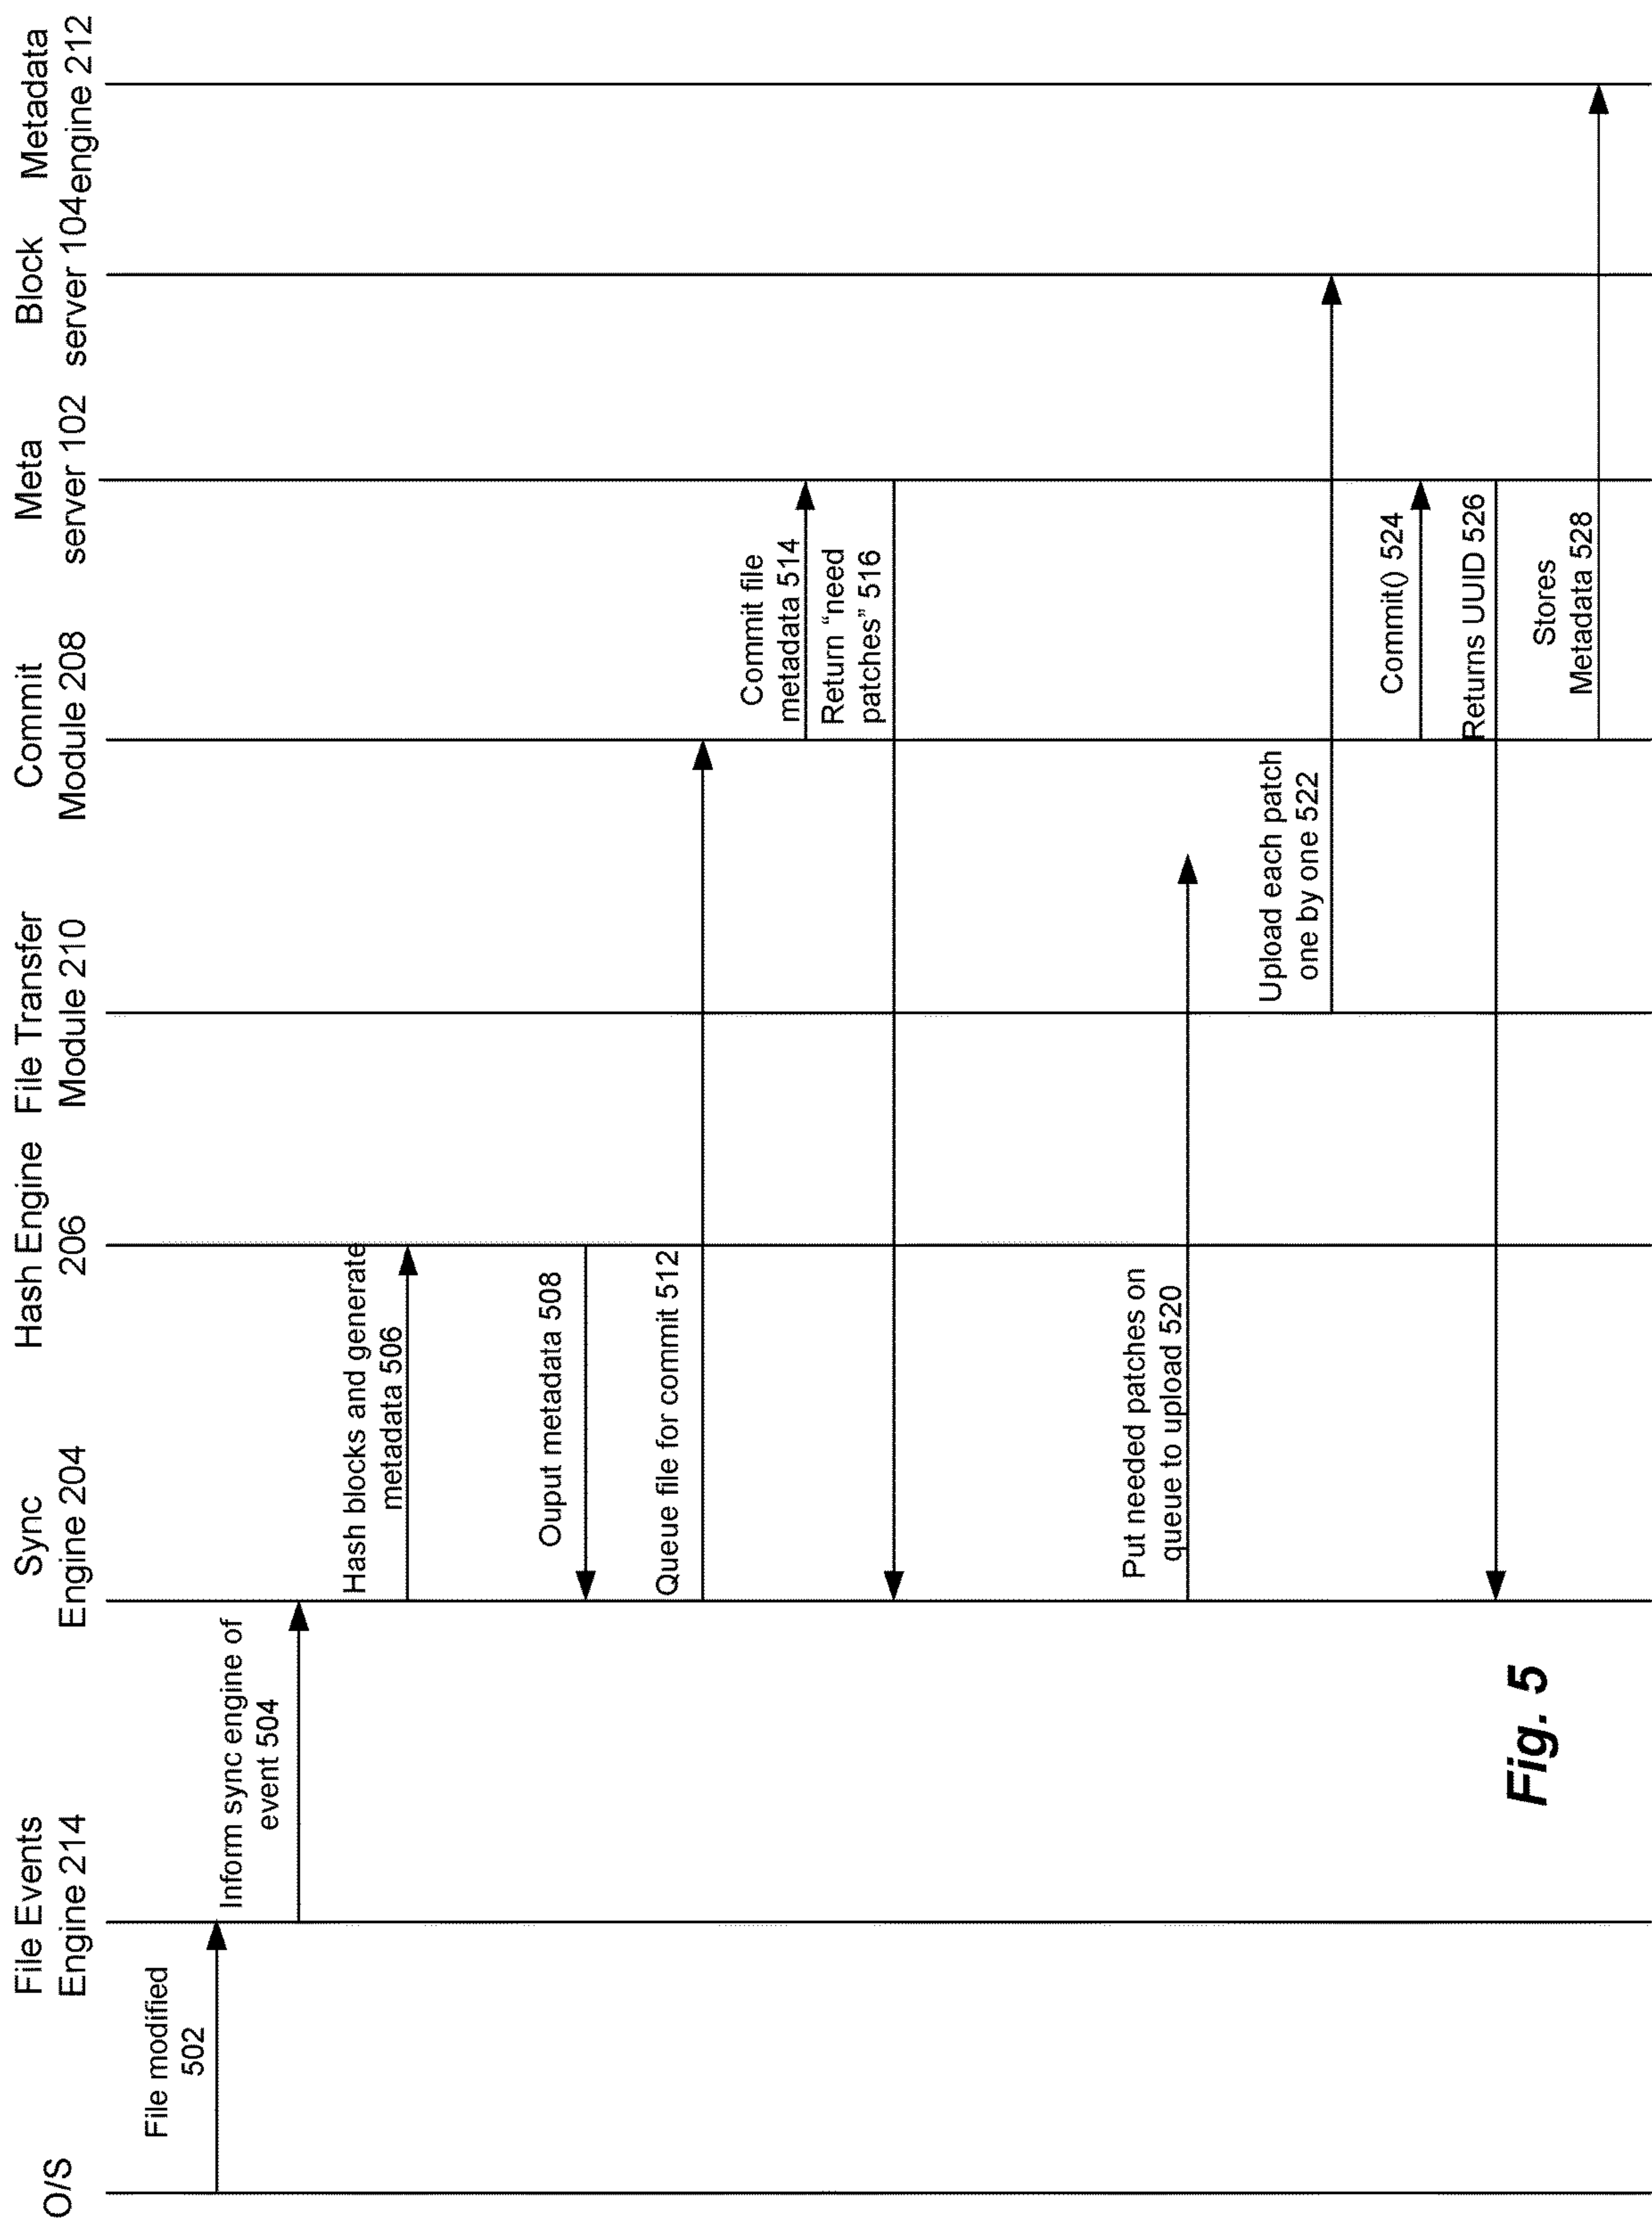 O/S
File Events
Engine 214
Sync
Engine 204
Hash Engine
206
File Transfer
Module 210
Commit
Module 208
Meta
server 102
Block
server 104
Metadata
engine 212
File modified
502
Inform sync engine of
event 504
Hash blocks and generate
metadata 506
Ouput metadata 508
Queue file for commit 512
Commit file
metadata 514
Return “need
patches” 516
Put needed patches on
queue to upload 520
Upload each patch
one by one 522
Commit() 524
Returns UUID 526
Stores
Metadata 528
Fig. 5